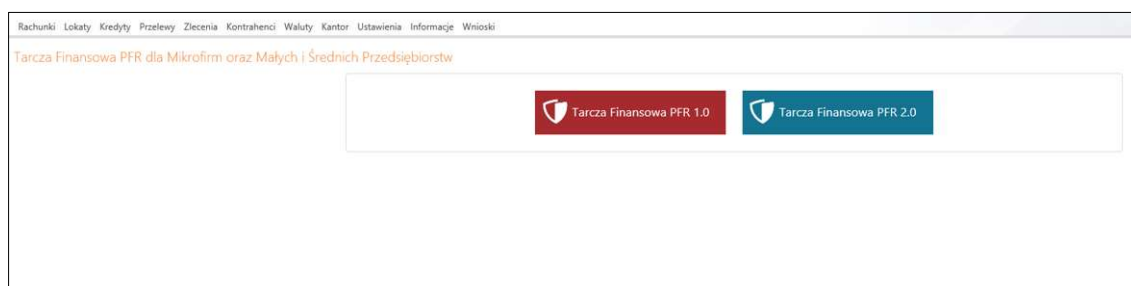 Rachunki Lokaty Kredyty Przelewy Zlecenia Kontrahenci Waluty Kantor Ustawienia Informacje Wnioski
Tarcza Finansowa PFR dla Mikrofirm oraz Małych i Średnich Przedsiębiorstw
Tarcza Finansowa PFR 1.0 Tarcza Finansowa PFR 2.0